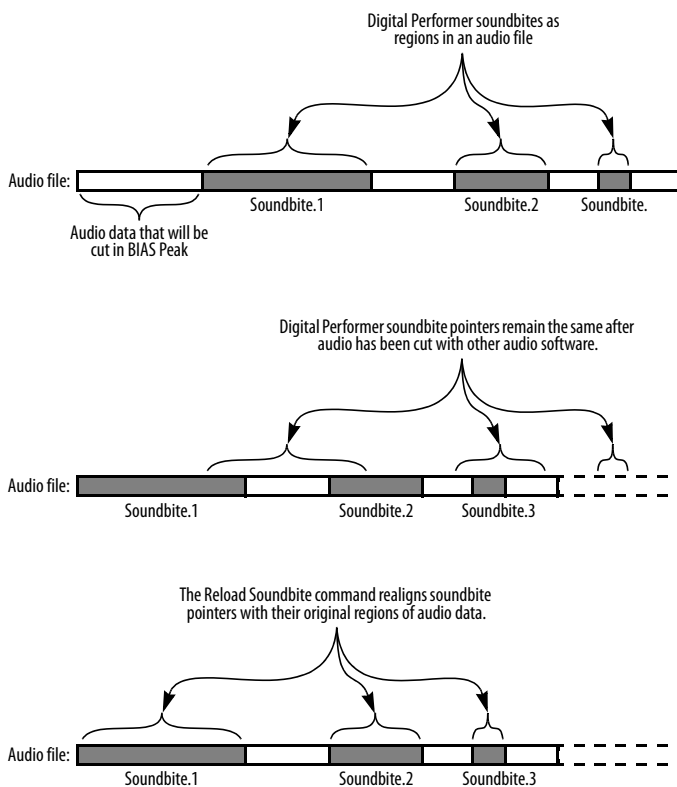 Digital Performer soundbites as
regions in an audio file
Audio file:
Soundbite.1
Soundbite.2
Soundbite.
Audio data that will be
cut in BIAS Peak
Digital Performer soundbite pointers remain the same after
audio has been cut with other audio software.
Audio file:
Soundbite.1
Soundbite.2
Soundbite.3
The Reload Soundbite command realigns soundbite
pointers with their original regions of audio data.
Audio file:
Soundbite.1
Soundbite.2
Soundbite.3